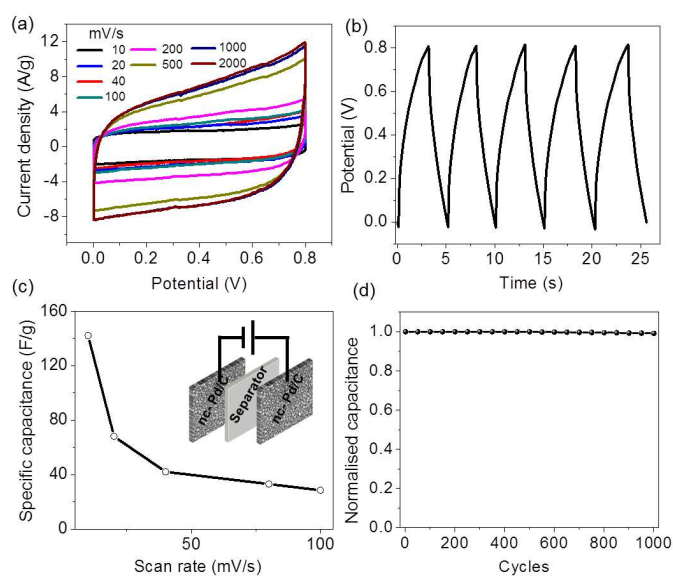 (a)
mV/s
10
20
40
100
200
500
1000
2000
Current density (A/g)
12
8
4
0
-4
-8
0.0 0.2 0.4 0.6 0.8
Potential (V)
(b)
Potential (V)
0.8
0.4
0.0
0 5 10 15 20 25
Time (s)
(c)
Specific capacitance (F/g)
160
120
80
40
0
50 100
Scan rate (mV/s)
nc- Pd/C
Separator
nc- Pd/C
(d)
Normalised capacitance
1.0
0.8
0.6
0.4
0.2
0.0
0 200 400 600 800 1000
Cycles